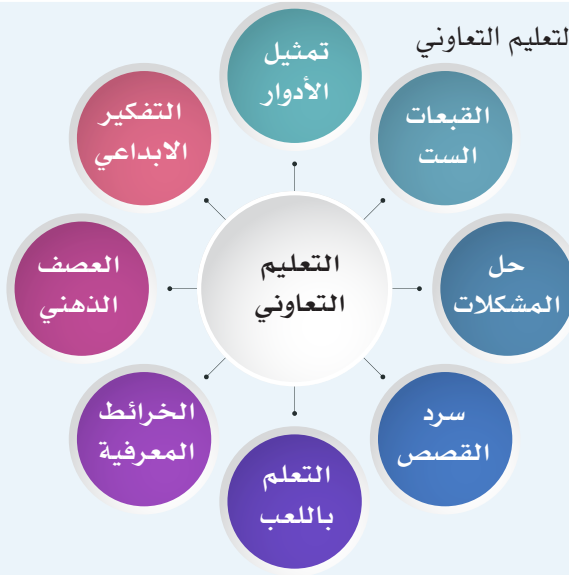 التعليم التعاوني
تمثيل
الأدوار
القبعات
الست
حل
المشكلات
سرد
القصص
التعلم
باللعب
الخرائط
المعرفية
العصف
الذهني
التفكير
الابداعي
التعليم
التعاوني